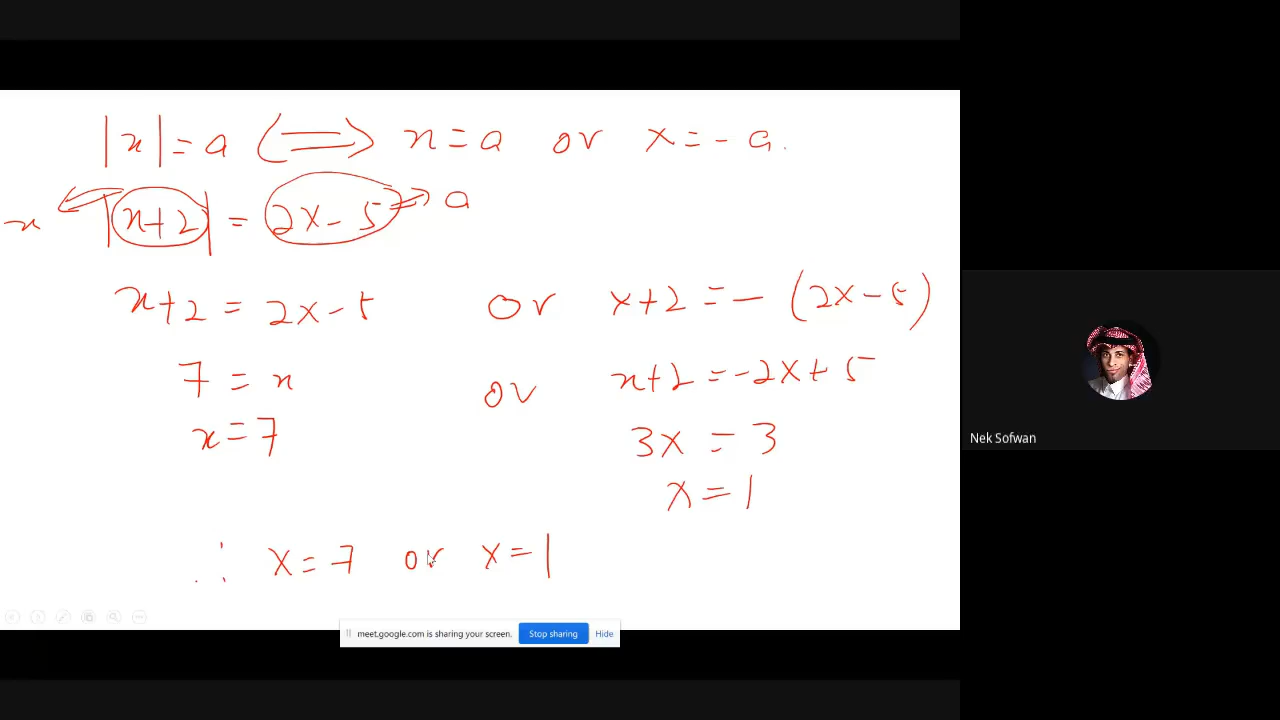 |x| = a ⟺ x = a or x = -a.
x |x+2| = 2x-5 a
x+2 = 2x-5 or x+2 = - (2x-5)
7 = x or x+2 = -2x+5
x = 7 3x = 3
x = 1
∴ x = 7 or x = 1
Nek Sofwan
meet.google.com is sharing your screen. Stop sharing Hide